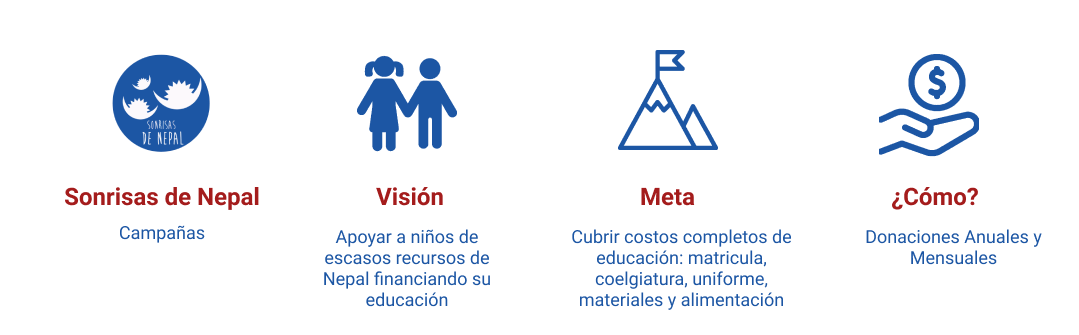 SONRISAS
DE NEPAL
$
Sonrisas de Nepal
Campañas
Visión
Apoyar a niños de
escasos recursos de
Nepal financiando su
educación
Meta
Cubrir costos completos de
educación: matricula,
coelgiatura, uniforme,
materiales y alimentación
¿Cómo?
Donaciones Anuales y
Mensuales